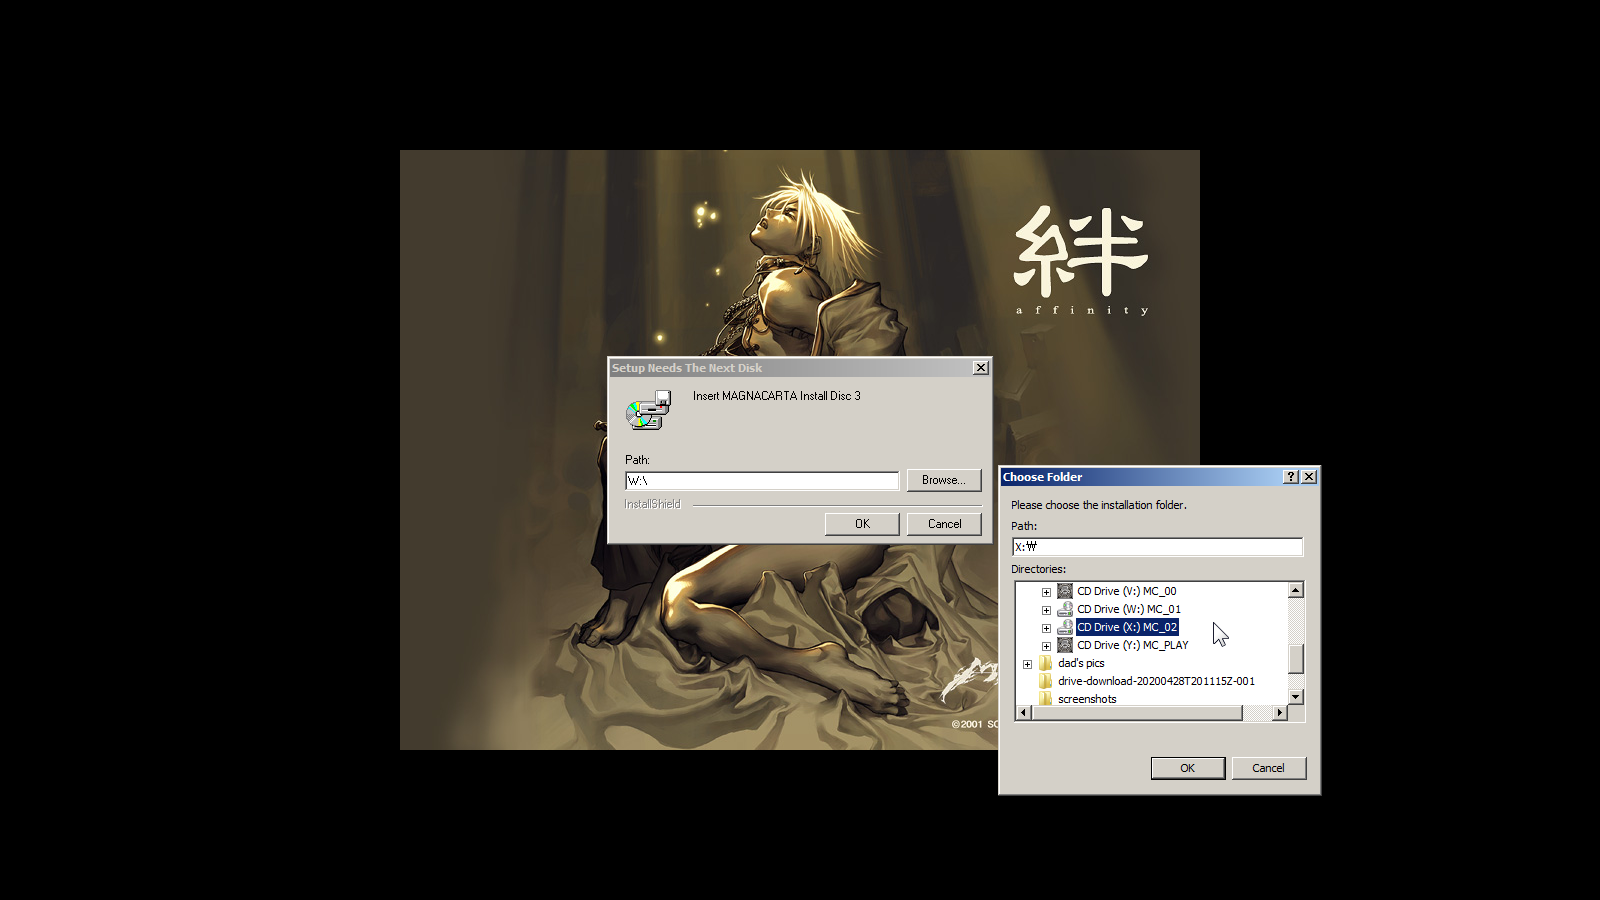 絆
affinity
Setup Needs The Next Disk
Insert MAGNACARTA Install Disc 3
Path:
W:\
Browse...
InstallShield
OK
Cancel
©2001
Choose Folder
Please choose the installation folder.
Path:
X:₩
Directories:
CD Drive (V:) MC_00
CD Drive (W:) MC_01
CD Drive (X:) MC_02
CD Drive (Y:) MC_PLAY
dad's pics
drive-download-20200428T201115Z-001
screenshots
OK
Cancel